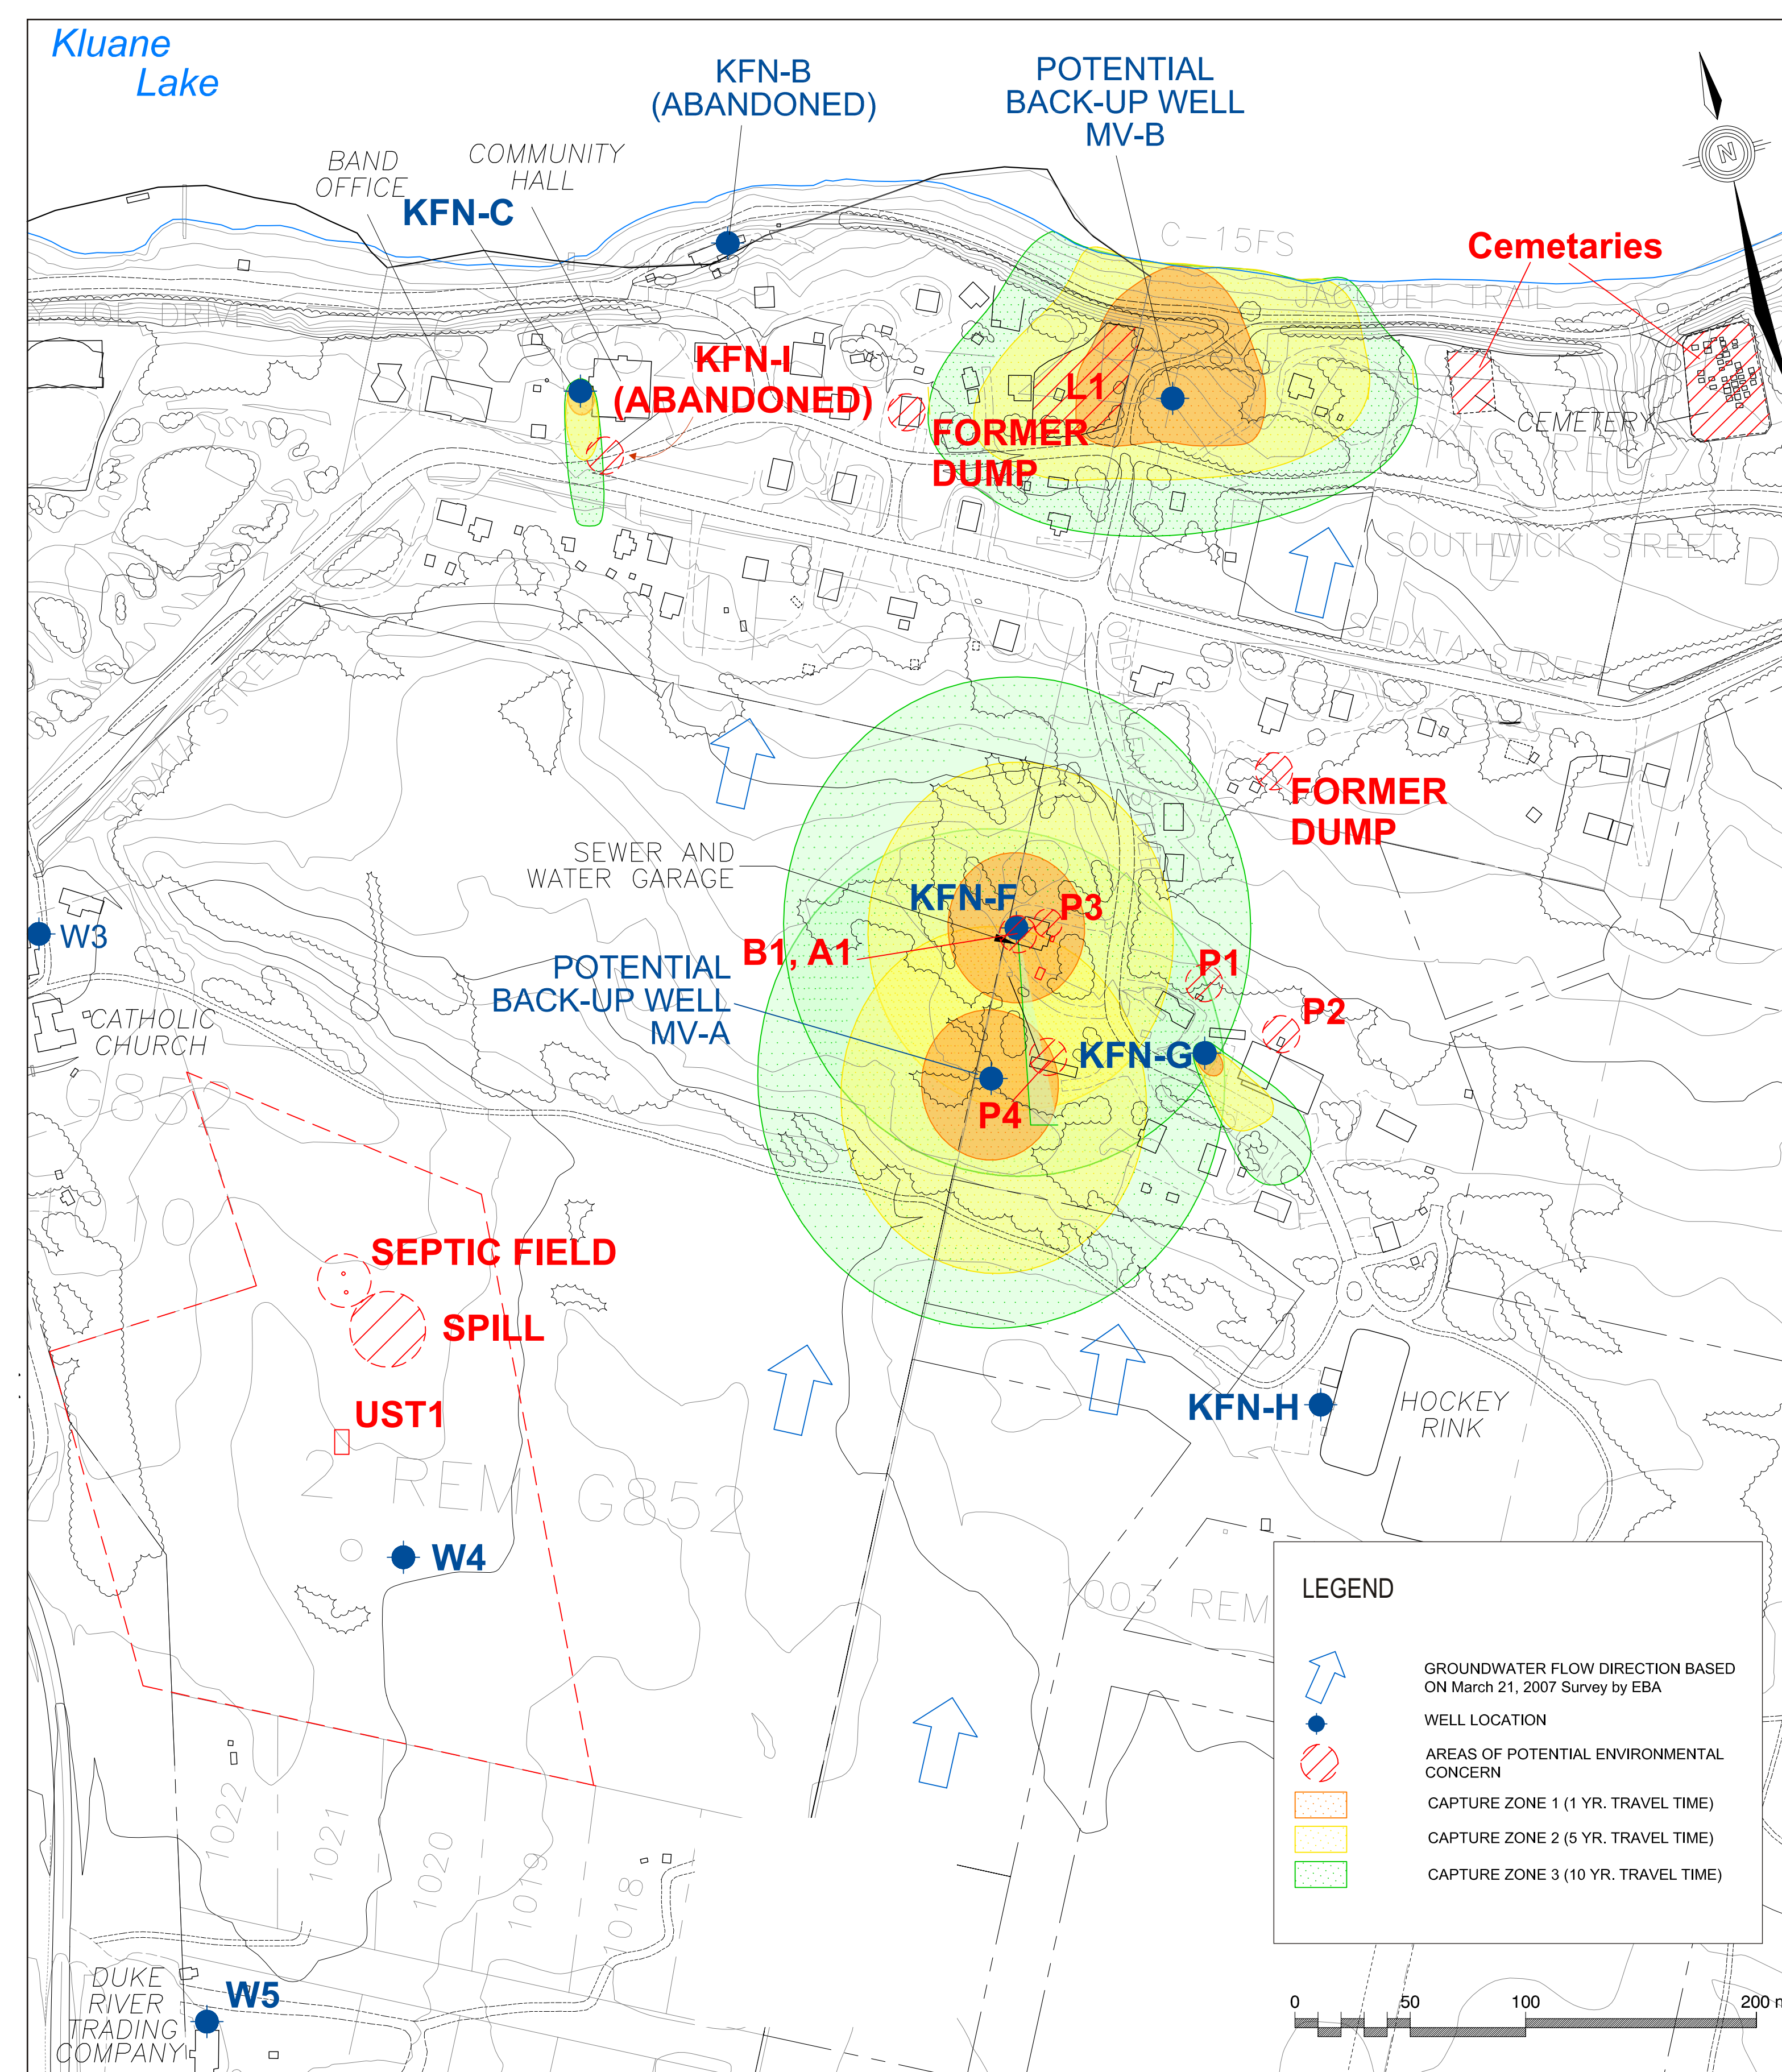 Kluane
Lake
KFN-B
(ABANDONED)
POTENTIAL
BACK-UP WELL
MV-B
BAND
OFFICE
COMMUNITY
HALL
KFN-C
N
C-15FS
Cemetaries
JACQUET TRAIL
Y JOE DRIVE
KFN-I
(ABANDONED)
L1
FORMER
DUMP
CEMETERY
SOUTHWICK STREET
D
SEDATA STREET
STREET
FORMER
DUMP
SEWER AND
WATER GARAGE
KFN-F
P3
B1, A1
W3
POTENTIAL
BACK-UP WELL
MV-A
P1
P2
CATHOLIC
CHURCH
KFN-G
P4
G852
10
SEPTIC FIELD
SPILL
UST1
KFN-H
HOCKEY
RINK
2 REM G852
W4
1003 REM
LEGEND
GROUNDWATER FLOW DIRECTION BASED
ON March 21, 2007 Survey by EBA
WELL LOCATION
AREAS OF POTENTIAL ENVIRONMENTAL
CONCERN
CAPTURE ZONE 1 (1 YR. TRAVEL TIME)
CAPTURE ZONE 2 (5 YR. TRAVEL TIME)
CAPTURE ZONE 3 (10 YR. TRAVEL TIME)
1022
1021
1020
1019
1018
DUKE
RIVER
TRADING
COMPANY
W5
0 50 100 200 m